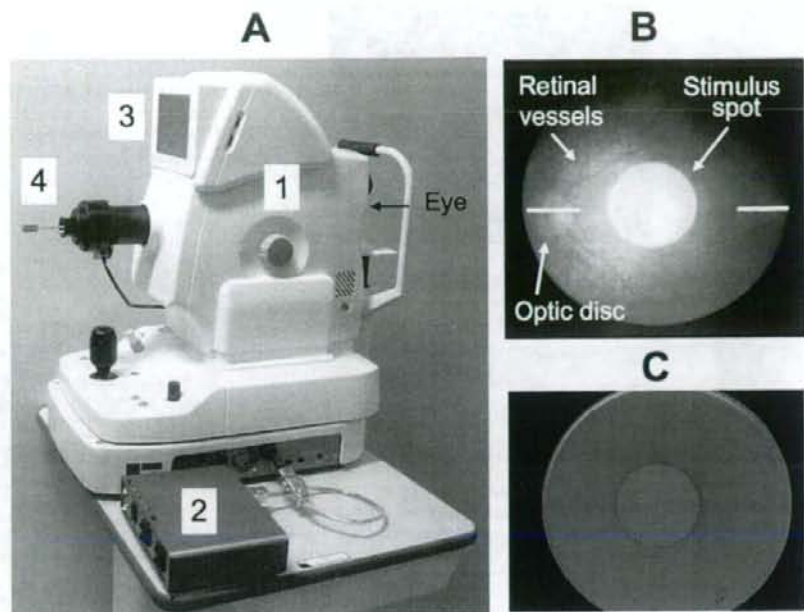 A
B
3
4
1
Eye
2
Retinal
vessels
Stimulus
spot
Optic disc
C